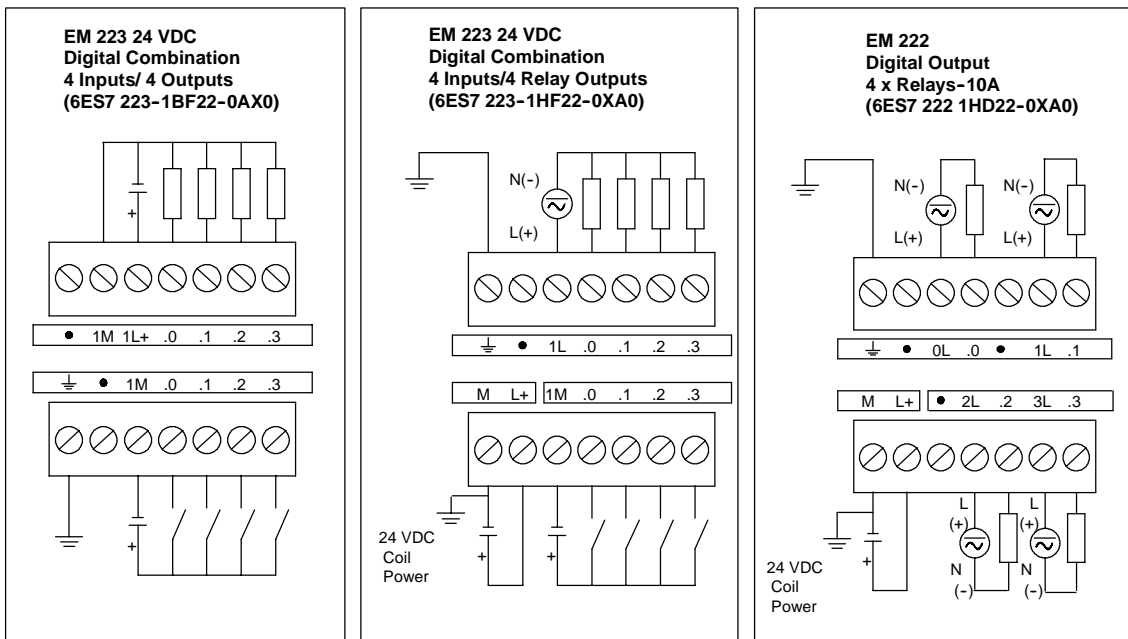 EM 223 24 VDC
Digital Combination
4 Inputs/ 4 Outputs
(6ES7 223-1BF22-0AX0)
+
● 1M 1L+ .0 .1 .2 .3
● 1M .0 .1 .2 .3
+
EM 223 24 VDC
Digital Combination
4 Inputs/4 Relay Outputs
(6ES7 223-1HF22-0XA0)
N(-)
L(+)
● 1L .0 .1 .2 .3
M L+ 1M .0 .1 .2 .3
24 VDC
Coil
Power
+
+
EM 222
Digital Output
4 x Relays-10A
(6ES7 222 1HD22-0XA0)
N(-)
L(+)
N(-)
L(+)
● 0L .0 ● 1L .1
M L+ ● 2L .2 3L .3
24 VDC
Coil
Power
+
L
(+)
N
(-)
L
(+)
N
(-)